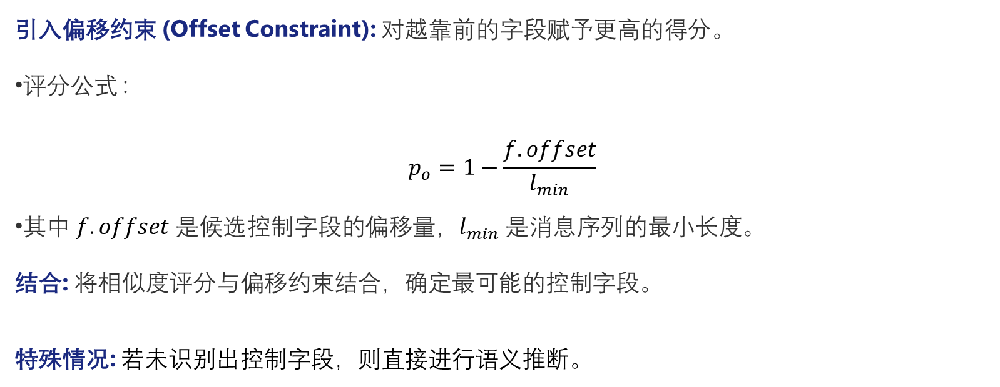 引入偏移约束 (Offset Constraint): 对越靠前的字段赋予更高的得分。
•评分公式：
p_o = 1 − f.offset / l_min
•其中 f.offset 是候选控制字段的偏移量，l_min 是消息序列的最小长度。
结合: 将相似度评分与偏移约束结合，确定最可能的控制字段。
特殊情况: 若未识别出控制字段，则直接进行语义推断。